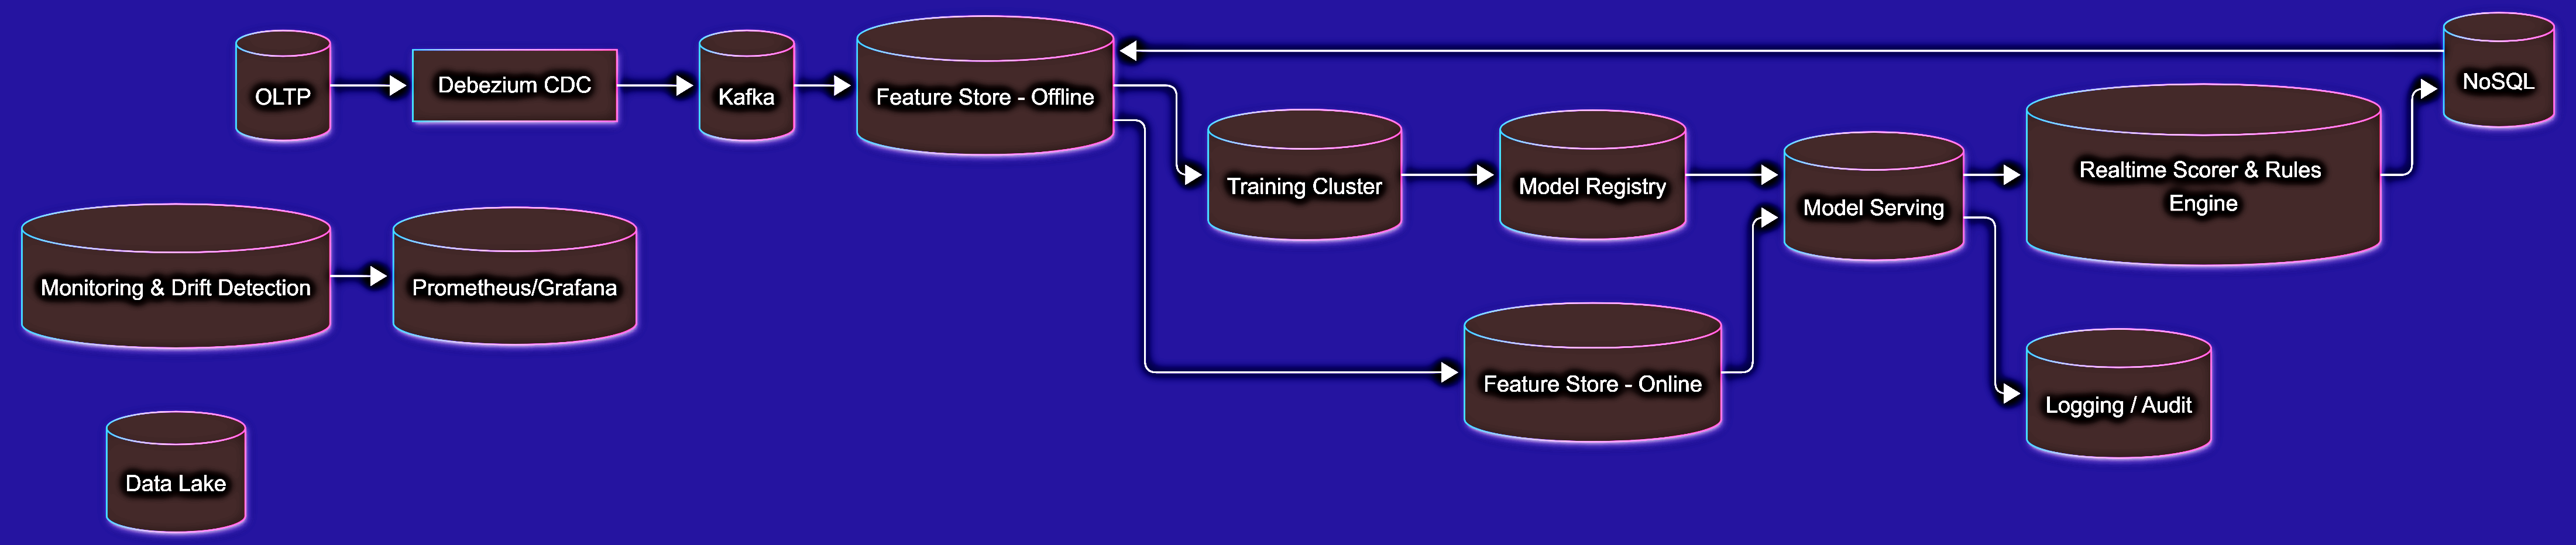 OLTP
Debezium CDC
Kafka
Feature Store - Offline
NoSQL
Training Cluster
Model Registry
Model Serving
Realtime Scorer & Rules
Engine
Monitoring & Drift Detection
Prometheus/Grafana
Feature Store - Online
Logging / Audit
Data Lake